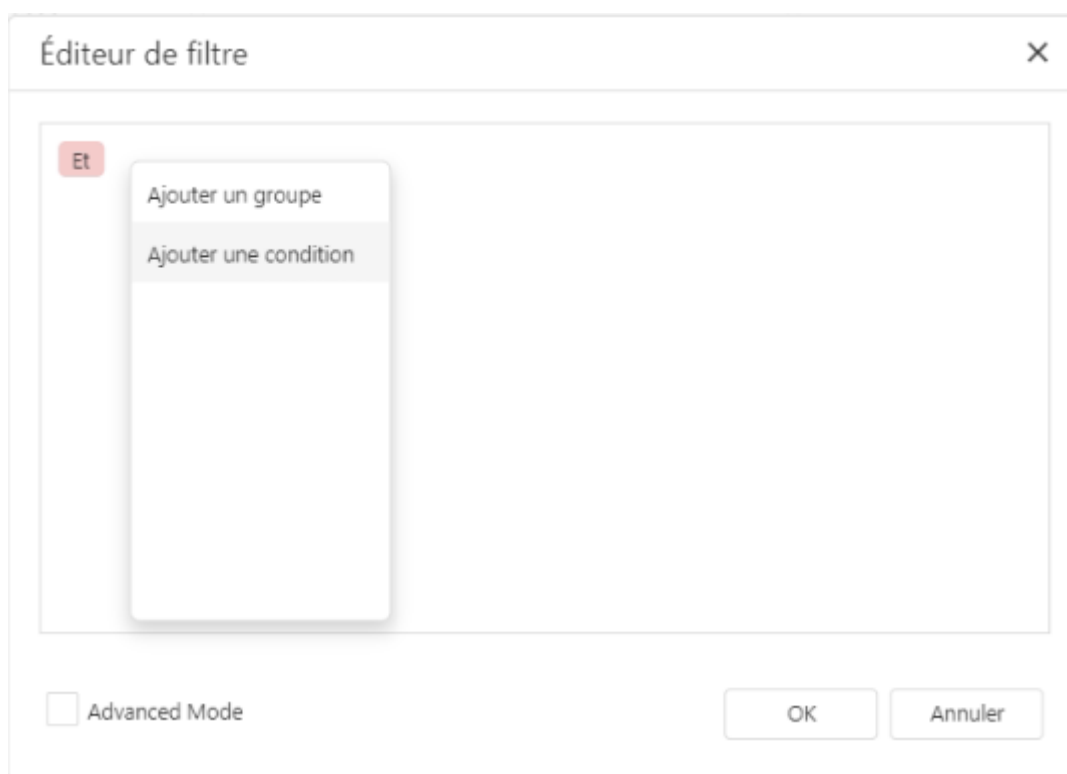 Éditeur de filtre
Et
Ajouter un groupe
Ajouter une condition
Advanced Mode
OK
Annuler